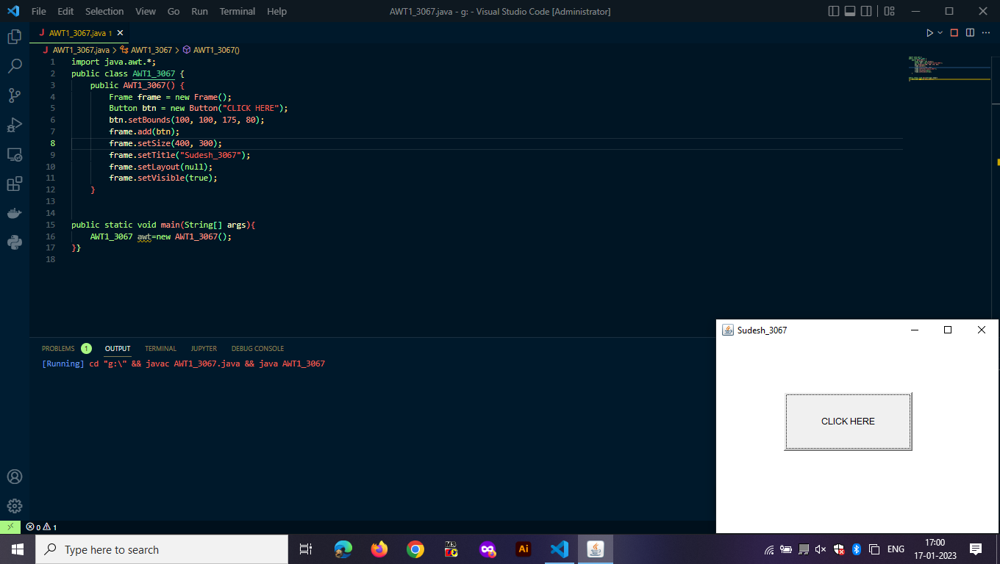 File Edit Selection View Go Run Terminal Help AWT1_3067.java - g: - Visual Studio Code [Administrator]
J AWT1_3067.java 1
J AWT1_3067.java > AWT1_3067 > AWT1_3067()
1 import java.awt.*;
2 public class AWT1_3067 {
3 public AWT1_3067() {
4 Frame frame = new Frame();
5 Button btn = new Button("CLICK HERE");
6 btn.setBounds(100, 100, 175, 80);
7 frame.add(btn);
8 frame.setSize(400, 300);
9 frame.setTitle("Sudesh_3067");
10 frame.setLayout(null);
11 frame.setVisible(true);
12 }
13
14
15 public static void main(String[] args){
16 AWT1_3067 awt=new AWT1_3067();
17 }}
18
PROBLEMS 1 OUTPUT TERMINAL JUPYTER DEBUG CONSOLE
[Running] cd "g:\" && javac AWT1_3067.java && java AWT1_3067
Sudesh_3067
CLICK HERE
0 1
Type here to search
MS
Ai
ENG
17:00
17-01-2023